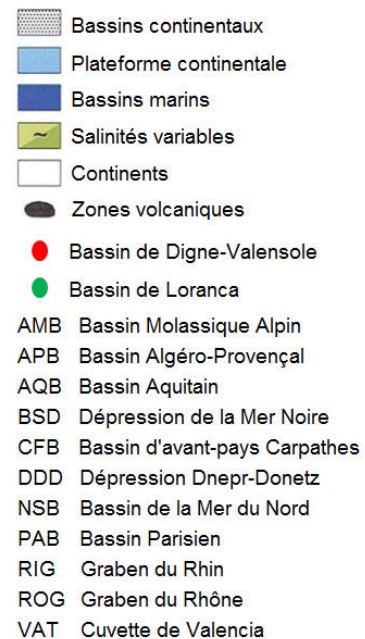 Bassins continentaux
Plateforme continentale
Bassins marins
~ Salinités variables
Continents
Zones volcaniques
Bassin de Digne-Valensole
Bassin de Loranca
AMB Bassin Molassique Alpin
APB Bassin Algéro-Provençal
AQB Bassin Aquitain
BSD Dépression de la Mer Noire
CFB Bassin d'avant-pays Carpathes
DDD Dépression Dnepr-Donetz
NSB Bassin de la Mer du Nord
PAB Bassin Parisien
RIG Graben du Rhin
ROG Graben du Rhône
VAT Cuvette de Valencia